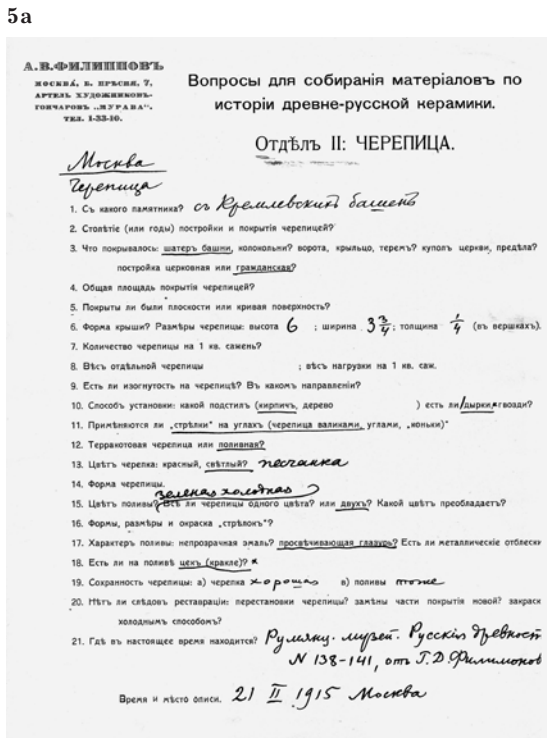 5а
А.В.ФИЛИППОВЪ
МОСКВА, Б. ПРѢСНЯ, 7,
АРТЕЛЬ ХУДОЖНИКОВЪ-
ГОНЧАРОВЪ „МУРАВА“.
ТЕЛ. 1-33-10.
Вопросы для собиранія матеріаловъ по
исторіи древне-русской керамики.
Отдѣлъ II: ЧЕРЕПИЦА.
Москва
Черепица
1. Съ какого памятника? съ Кремлевскихъ башенъ
2. Столѣтіе (или годы) постройки и покрытія черепицей?
3. Что покрывалось: шатеръ башни, колокольни? ворота, крыльцо, теремъ? куполъ церкви, предѣла?
постройка церковная или гражданская?
4. Общая площадь покрытія черепицей?
5. Покрыты ли были плоскости или кривая поверхность?
6. Форма крыши? Размѣры черепицы: высота 6 ; ширина 3 3/4; толщина 1/4 (въ вершкахъ).
7. Количество черепицы на 1 кв. сажень?
8. Вѣсъ отдѣльной черепицы ; вѣсъ нагрузки на 1 кв. саж.
9. Есть ли изогнутость на черепицѣ? Въ какомъ направленіи?
10. Способъ установки: какой подстилъ (кирпич, дерево ) есть ли дырки, гвозди?
11. Примѣняются ли „стрѣлки“ на углахъ (черепица валиками, углами, „коньки)“
12. Терракотовая черепица или поливная?
13. Цвѣтъ черепка: красный, свѣтлый? песчанка
14. Форма черепицы.
зеленая холодная
15. Цвѣтъ поливы? Всѣ ли черепицы одного цвѣта? или двухъ? Какой цвѣтъ преобладаетъ?
16. Формы, размѣры и окраска „стрѣлокъ“?
17. Характеръ поливы: непрозрачная эмаль? просвѣчивающая глазурь? Есть ли металлическіе отблески
18. Есть ли на поливѣ цекъ (кракле)? ×
19. Сохранность черепицы: а) черепка хорошая в) поливы тоже
20. Нѣтъ ли слѣдовъ реставраціи: перестановки черепицы? замѣны части покрытія новой? закраск
холоднымъ способомъ?
21. Гдѣ въ настоящее время находится? Румянц. музей. Русскія древност
N 138-141, отъ Г.Д.Филимонов
Время и мѣсто описи. 21 II 1915 Москва